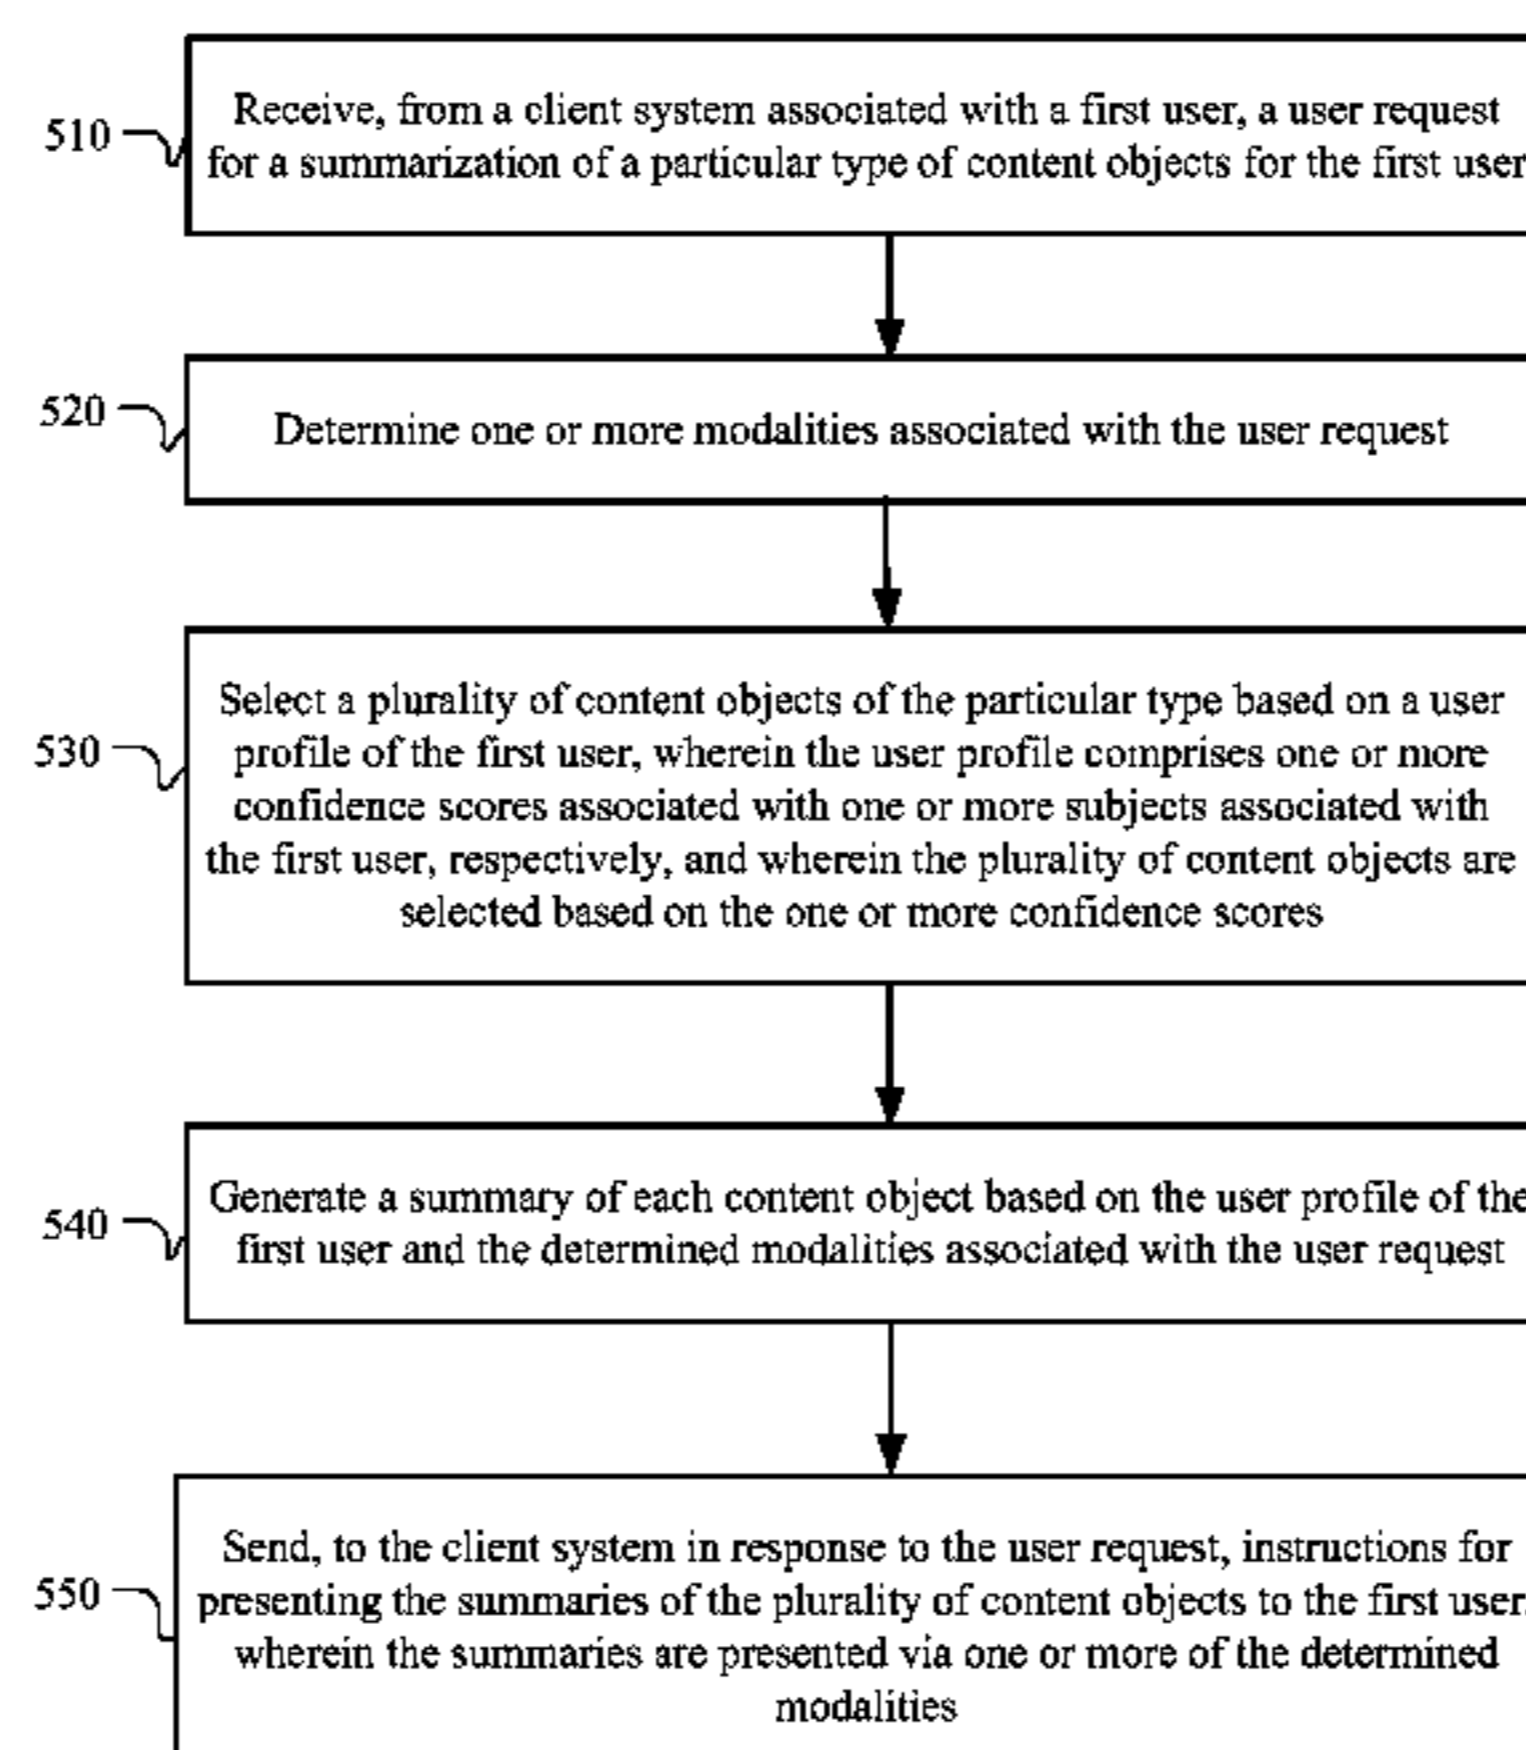 510
Receive, from a client system associated with a first user, a user request
for a summarization of a particular type of content objects for the first user
520
Determine one or more modalities associated with the user request
530
Select a plurality of content objects of the particular type based on a user
profile of the first user, wherein the user profile comprises one or more
confidence scores associated with one or more subjects associated with
the first user, respectively, and wherein the plurality of content objects are
selected based on the one or more confidence scores
540
Generate a summary of each content object based on the user profile of the
first user and the determined modalities associated with the user request
550
Send, to the client system in response to the user request, instructions for
presenting the summaries of the plurality of content objects to the first user,
wherein the summaries are presented via one or more of the determined
modalities